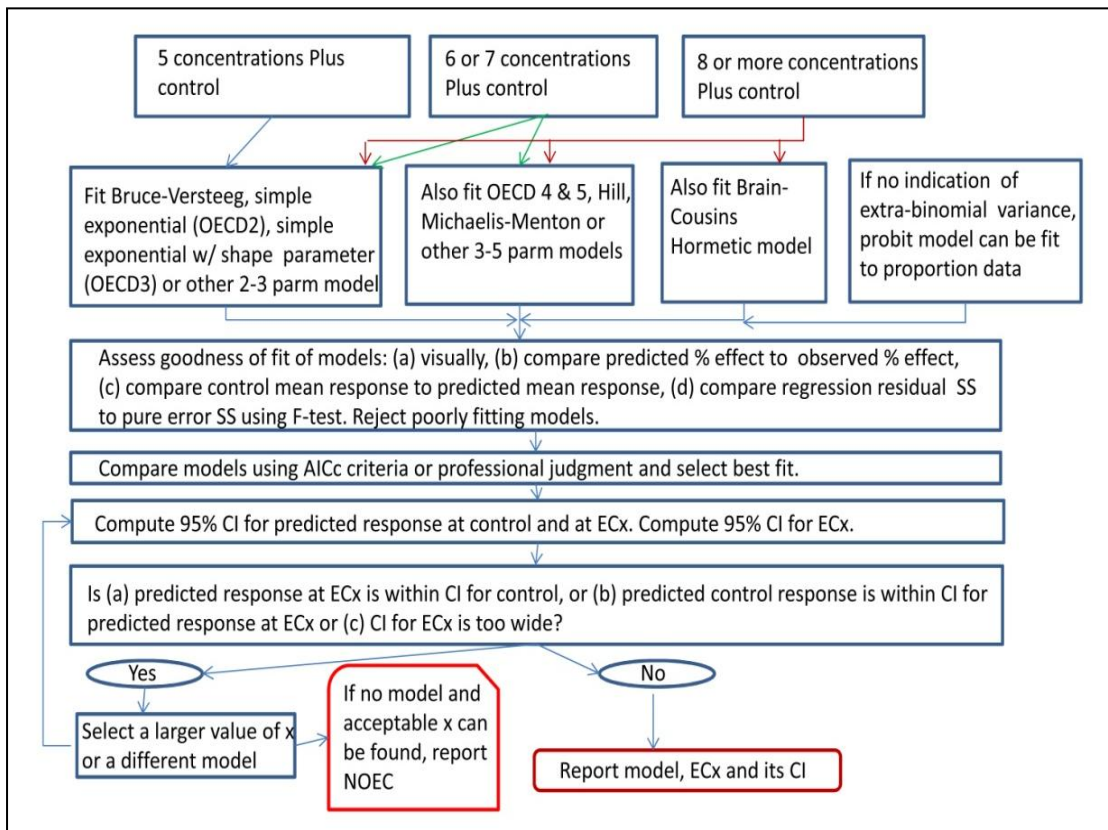 5 concentrations Plus
control
6 or 7 concentrations
Plus control
8 or more concentrations
Plus control
Fit Bruce-Versteeg, simple
exponential (OECD2), simple
exponential w/ shape parameter
(OECD3) or other 2-3 parm model
Also fit OECD 4 & 5, Hill,
Michaelis-Menton or
other 3-5 parm models
Also fit Brain-
Cousins
Hormetic model
If no indication of
extra-binomial variance,
probit model can be fit
to proportion data
Assess goodness of fit of models: (a) visually, (b) compare predicted % effect to observed % effect,
(c) compare control mean response to predicted mean response, (d) compare regression residual SS
to pure error SS using F-test. Reject poorly fitting models.
Compare models using AICc criteria or professional judgment and select best fit.
Compute 95% CI for predicted response at control and at ECx. Compute 95% CI for ECx.
Is (a) predicted response at ECx is within CI for control, or (b) predicted control response is within CI for
predicted response at ECx or (c) CI for ECx is too wide?
Yes
No
Select a larger value of x
or a different model
If no model and
acceptable x can
be found, report
NOEC
Report model, ECx and its CI